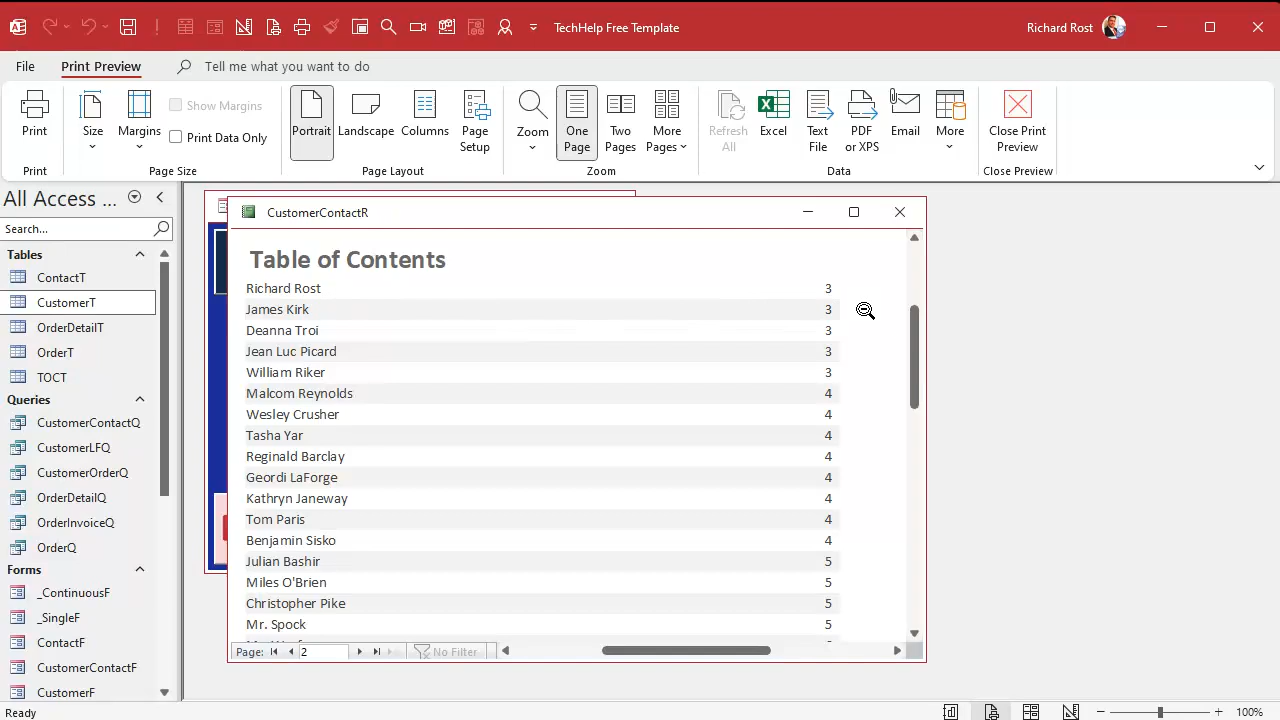 TechHelp Free Template
Richard Rost
File
Print Preview
Tell me what you want to do
Print
Size
Margins
Show Margins
Print Data Only
Portrait
Landscape
Columns
Page Setup
Zoom
One Page
Two Pages
More Pages
Refresh All
Excel
Text File
PDF or XPS
Email
More
Close Print Preview
Print
Page Size
Page Layout
Zoom
Data
Close Preview
All Access ...
Search...
Tables
ContactT
CustomerT
OrderDetailT
OrderT
TOCT
Queries
CustomerContactQ
CustomerLFQ
CustomerOrderQ
OrderDetailQ
OrderInvoiceQ
OrderQ
Forms
_ContinuousF
_SingleF
ContactF
CustomerContactF
CustomerF
CustomerContactR
Table of Contents
Richard Rost 3
James Kirk 3
Deanna Troi 3
Jean Luc Picard 3
William Riker 3
Malcom Reynolds 4
Wesley Crusher 4
Tasha Yar 4
Reginald Barclay 4
Geordi LaForge 4
Kathryn Janeway 4
Tom Paris 4
Benjamin Sisko 4
Julian Bashir 5
Miles O'Brien 5
Christopher Pike 5
Mr. Spock 5
Page: 2 No Filter
Ready
100%